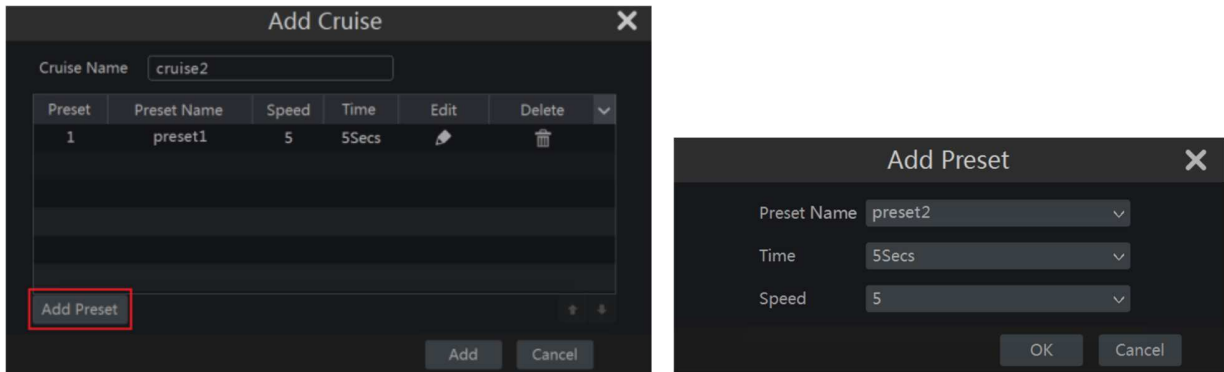 Add Cruise
Cruise Name cruise2
Preset Preset Name Speed Time Edit Delete
1 preset1 5 5Secs
Add Preset
Add Cancel
Add Preset
Preset Name preset2
Time 5Secs
Speed 5
OK Cancel